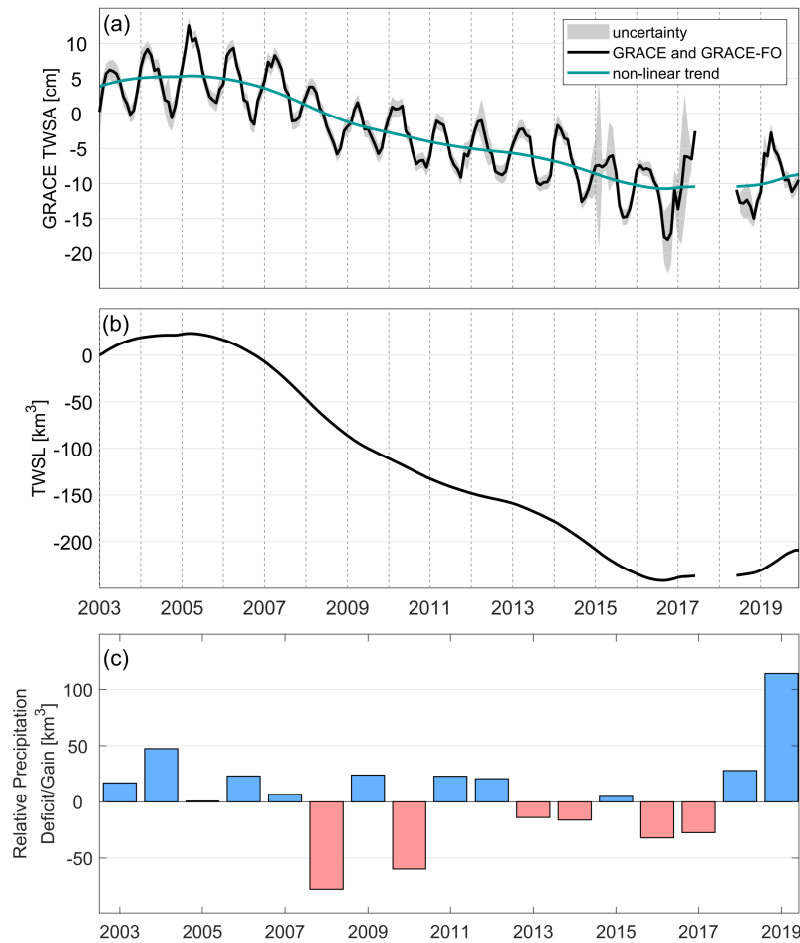 (a)
uncertainty
GRACE and GRACE-FO
non-linear trend
GRACE TWSA [cm]
10
5
0
-5
-10
-15
-20
(b)
TWSL [km³]
0
-50
-100
-150
-200
2003 2005 2007 2009 2011 2013 2015 2017 2019
(c)
Relative Precipitation
Deficit/Gain [km³]
100
50
0
-50
2003 2005 2007 2009 2011 2013 2015 2017 2019